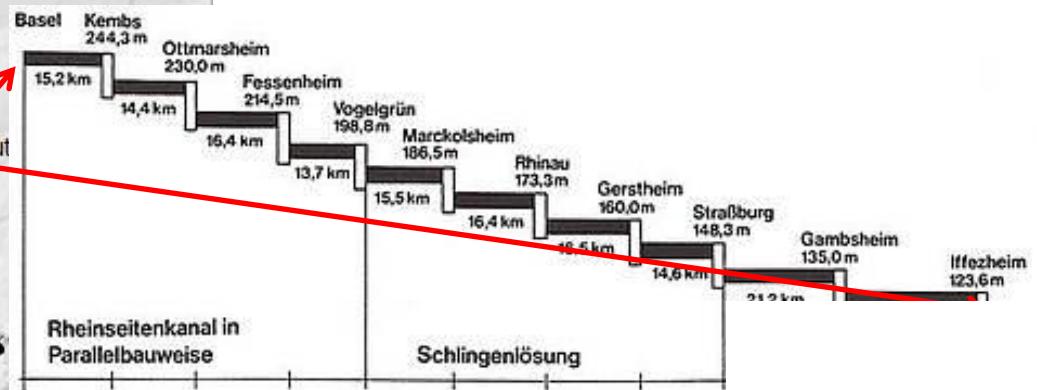 Basel
Kembs
244,3 m
Ottmarsheim
230,0 m
Fessenheim
214,5 m
Vogelgrün
198,8 m
Marckolsheim
186,5 m
Rhinau
173,3 m
Gerstheim
160,0 m
Straßburg
148,3 m
Gambsheim
135,0 m
Iffezheim
123,6 m
15,2 km
14,4 km
16,4 km
13,7 km
15,5 km
16,4 km
14,6 km
21,2 km
Rheinseitenkanal in
Parallelbauweise
Schlingenlösung